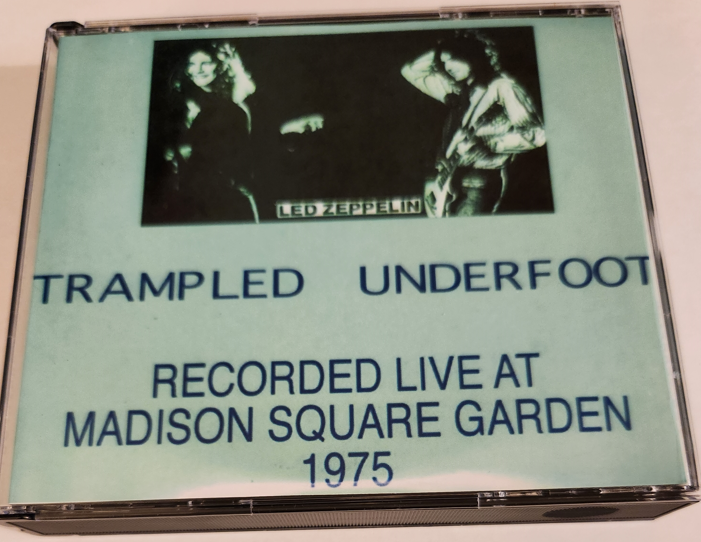 LED ZEPPELIN
TRAMPLED UNDERFOOT
RECORDED LIVE AT
MADISON SQUARE GARDEN
1975